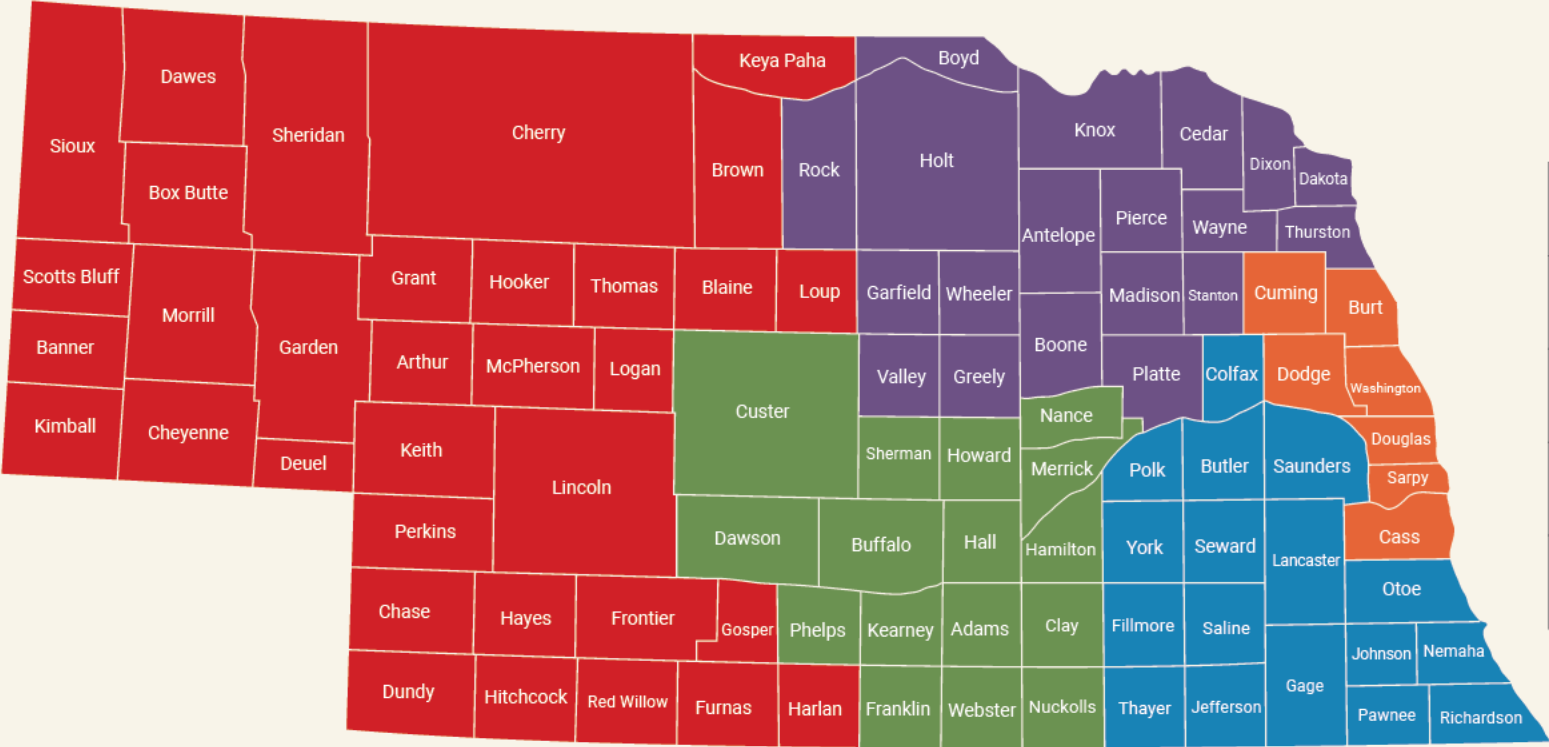 Keya Paha
Boyd
Dawes
Sioux
Sheridan
Cherry
Knox
Cedar
Holt
Brown
Rock
Dixon
Dakota
Box Butte
Pierce
Antelope
Wayne
Thurston
Scotts Bluff
Grant
Hooker
Thomas
Blaine
Loup
Garfield
Wheeler
Madison
Stanton
Cuming
Burt
Morrill
Banner
Garden
Arthur
McPherson
Logan
Boone
Valley
Greely
Platte
Colfax
Dodge
Washington
Kimball
Cheyenne
Custer
Nance
Keith
Deuel
Lincoln
Sherman
Howard
Merrick
Polk
Butler
Saunders
Douglas
Sarpy
Perkins
Dawson
Buffalo
Hall
Hamilton
York
Seward
Lancaster
Cass
Otoe
Chase
Hayes
Frontier
Gosper
Phelps
Kearney
Adams
Clay
Fillmore
Saline
Johnson
Nemaha
Dundy
Hitchcock
Red Willow
Furnas
Harlan
Franklin
Webster
Nuckolls
Thayer
Jefferson
Gage
Pawnee
Richardson